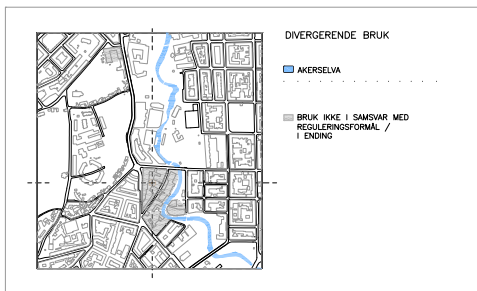 DIVERGERENDE BRUK
AKERSELVA
BRUK IKKE I SAMSVAR MED
REGULERINGSFORMÅL /
I ENDING